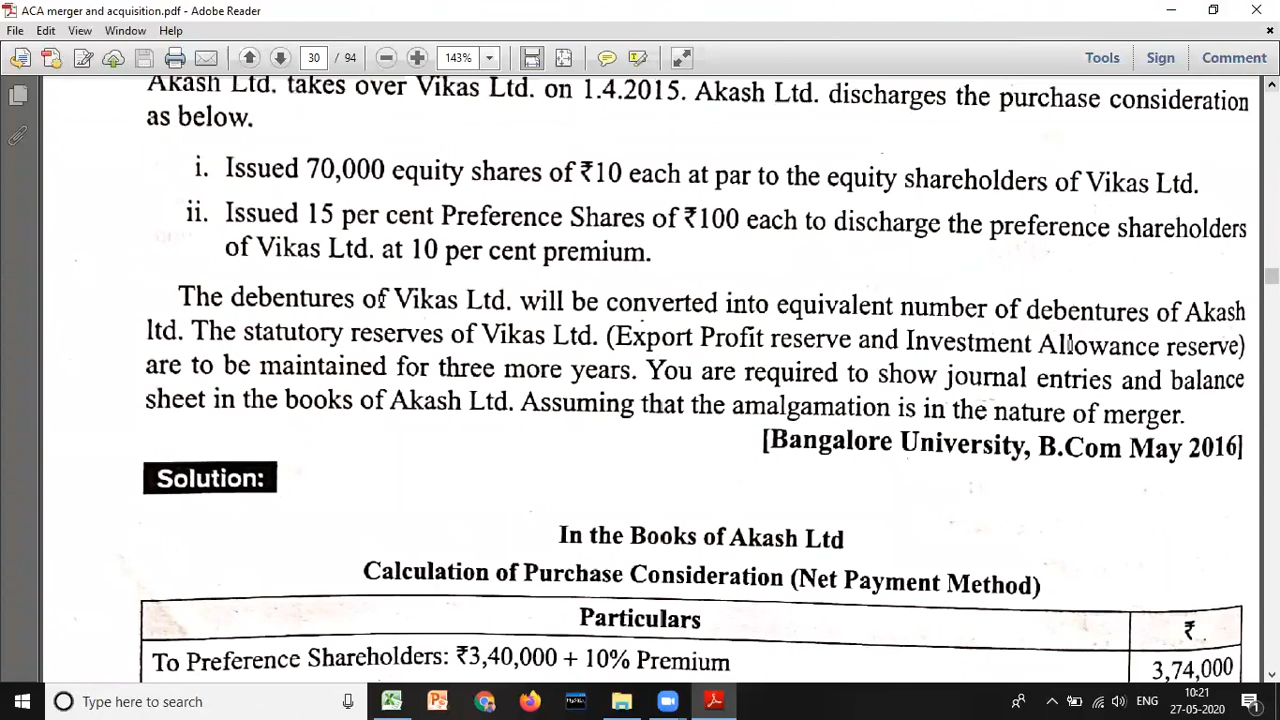 ACA merger and acquisition.pdf - Adobe Reader
File Edit View Window Help
30 / 94 143% Tools Sign Comment
Akash Ltd. takes over Vikas Ltd. on 1.4.2015. Akash Ltd. discharges the purchase consideration
as below.
i. Issued 70,000 equity shares of ₹10 each at par to the equity shareholders of Vikas Ltd.
ii. Issued 15 per cent Preference Shares of ₹100 each to discharge the preference shareholders
of Vikas Ltd. at 10 per cent premium.
The debentures of Vikas Ltd. will be converted into equivalent number of debentures of Akash
ltd. The statutory reserves of Vikas Ltd. (Export Profit reserve and Investment Allowance reserve)
are to be maintained for three more years. You are required to show journal entries and balance
sheet in the books of Akash Ltd. Assuming that the amalgamation is in the nature of merger.
[Bangalore University, B.Com May 2016]
Solution:
In the Books of Akash Ltd
Calculation of Purchase Consideration (Net Payment Method)
Particulars ₹
To Preference Shareholders: ₹3,40,000 + 10% Premium 3,74,000
Type here to search
ENG
10:21
27-05-2020